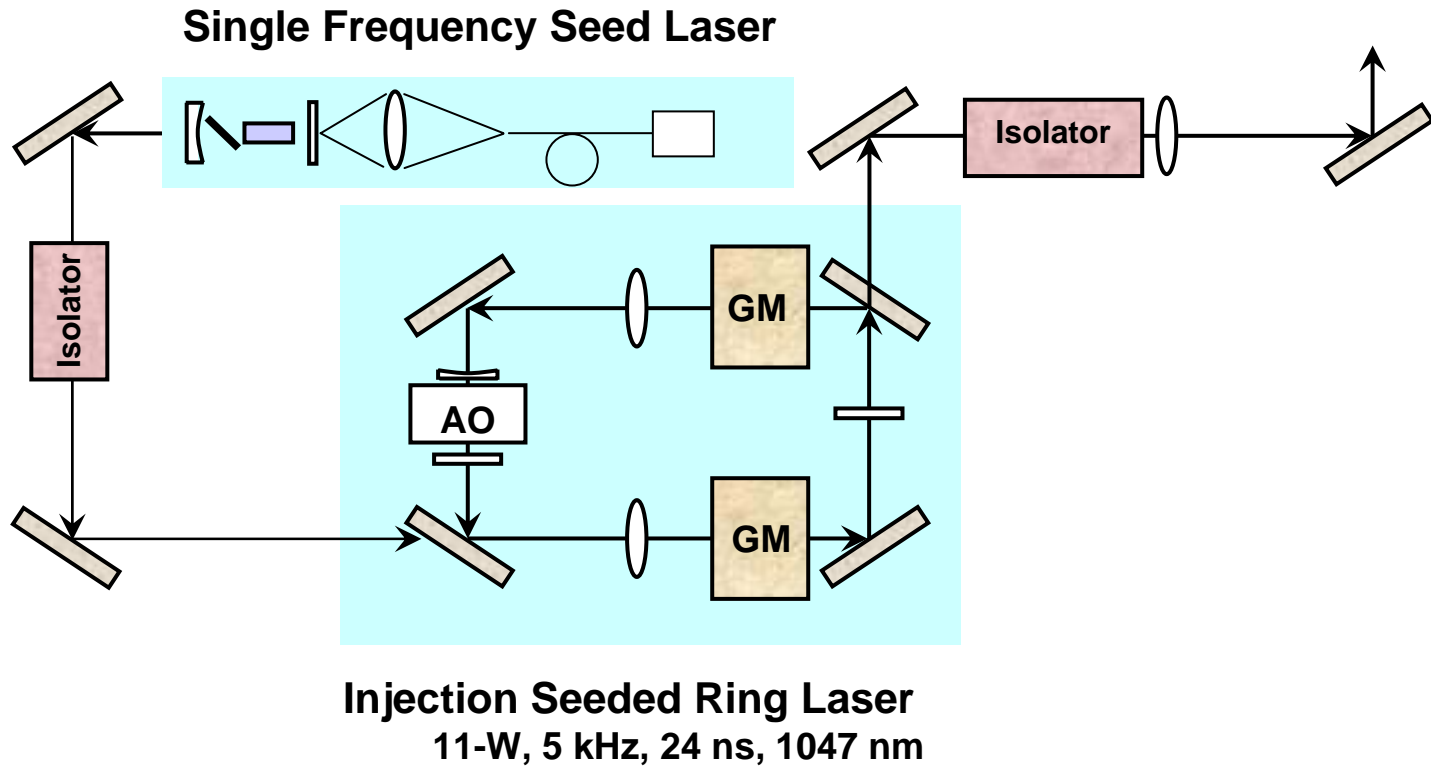 Single Frequency Seed Laser
Isolator
Isolator
GM
AO
GM
Injection Seeded Ring Laser
11-W, 5 kHz, 24 ns, 1047 nm